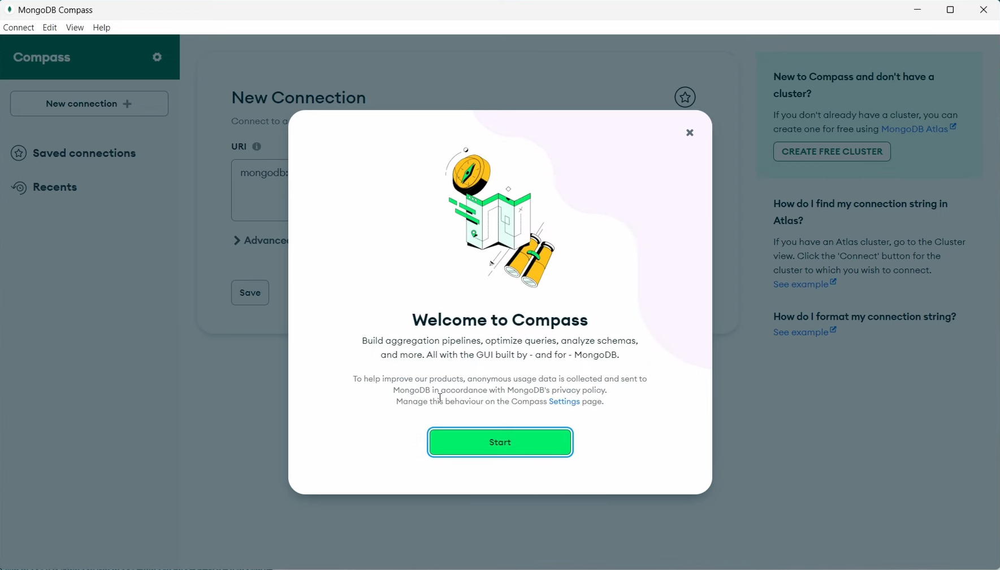 MongoDB Compass
Connect Edit View Help
Compass
New connection
Saved connections
Recents
New Connection
Connect to a
URI
mongodb:
Advanced
Save
Welcome to Compass
Build aggregation pipelines, optimize queries, analyze schemas,
and more. All with the GUI built by - and for - MongoDB.
To help improve our products, anonymous usage data is collected and sent to
MongoDB in accordance with MongoDB's privacy policy.
Manage this behaviour on the Compass Settings page.
Start
New to Compass and don't have a
cluster?
If you don't already have a cluster, you can
create one for free using MongoDB Atlas
CREATE FREE CLUSTER
How do I find my connection string in
Atlas?
If you have an Atlas cluster, go to the Cluster
view. Click the 'Connect' button for the
cluster to which you wish to connect.
See example
How do I format my connection string?
See example